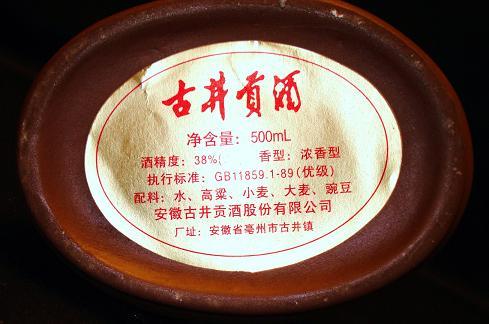 古井贡酒
净含量：500mL
酒精度：38%( 香型：浓香型
执行标准：GB11859.1-89(优级)
配料：水、高粱、小麦、大麦、豌豆
安徽古井贡酒股份有限公司
厂址：安徽省亳州市古井镇